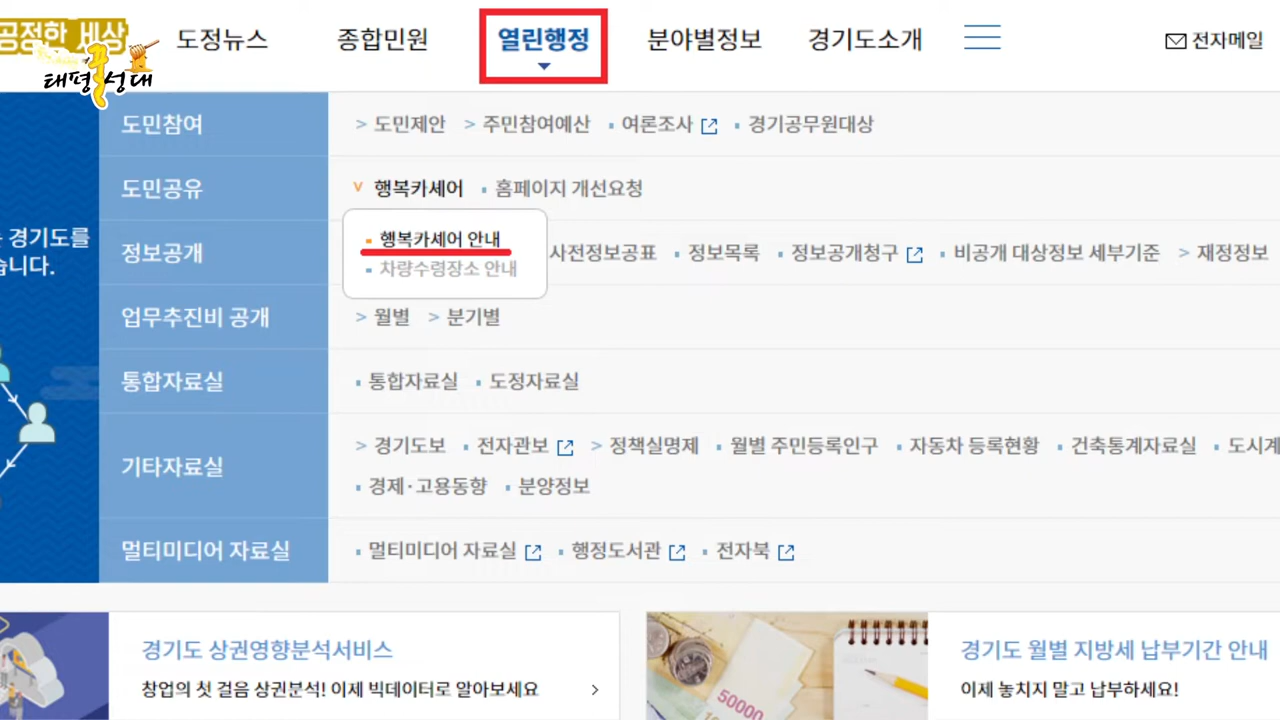 공정한 세상
태평꿀성대
도정뉴스 종합민원 열린행정 분야별정보 경기도소개 전자메일
도민참여 > 도민제안 > 주민참여예산 여론조사 경기공무원대상
도민공유 행복카셰어 홈페이지 개선요청
경기도를
습니다.
행복카셰어 안내
차량수령장소 안내
정보공개 사전정보공표 정보목록 정보공개청구 비공개 대상정보 세부기준 > 재정정보
업무추진비 공개 > 월별 > 분기별
통합자료실 통합자료실 도정자료실
기타자료실 > 경기도보 전자관보 > 정책실명제 월별 주민등록인구 자동차 등록현황 건축통계자료실 도시계
경제·고용동향 분양정보
멀티미디어 자료실 멀티미디어 자료실 행정도서관 전자북
경기도 상권영향분석서비스
창업의 첫 걸음 상권분석! 이제 빅데이터로 알아보세요 >
50000
경기도 월별 지방세 납부기간 안내
이제 놓치지 말고 납부하세요!